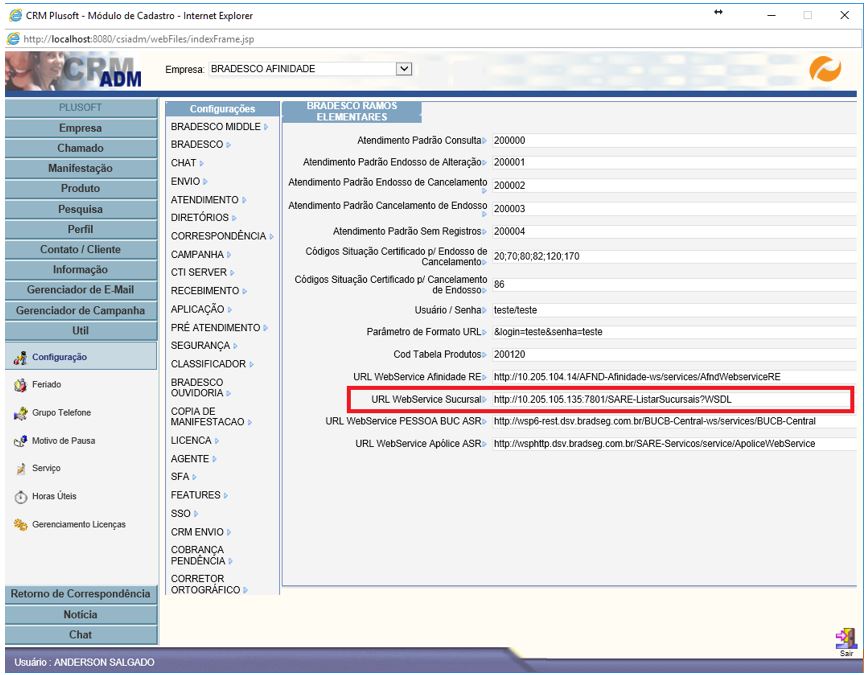 CRM Plusoft - Módulo de Cadastro - Internet Explorer
http://localhost:8080/csiadm/webFiles/indexFrame.jsp
CRM
ADM
Empresa: BRADESCO AFINIDADE
PLUSOFT
Empresa
Chamado
Manifestação
Produto
Pesquisa
Perfil
Contato / Cliente
Informação
Gerenciador de E-Mail
Gerenciador de Campanha
Util
Configuração
Feriado
Grupo Telefone
Motivo de Pausa
Serviço
Horas Úteis
Gerenciamento Licenças
Retorno de Correspondência
Notícia
Chat
Configurações
BRADESCO MIDDLE
BRADESCO
CHAT
ENVIO
ATENDIMENTO
DIRETÓRIOS
CORRESPONDÊNCIA
CAMPANHA
CTI SERVER
RECEBIMENTO
APLICAÇÃO
PRÉ ATENDIMENTO
SEGURANÇA
CLASSIFICADOR
BRADESCO
OUVIDORIA
COPIA DE
MANIFESTACAO
LICENCA
AGENTE
SFA
FEATURES
SSO
CRM ENVIO
COBRANÇA
PENDÊNCIA
CORRETOR
ORTOGRÁFICO
BRADESCO RAMOS
ELEMENTARES
Atendimento Padrão Consulta 200000
Atendimento Padrão Endosso de Alteração 200001
Atendimento Padrão Endosso de Cancelamento 200002
Atendimento Padrão Cancelamento de Endosso 200003
Atendimento Padrão Sem Registros 200004
Códigos Situação Certificado p/ Endosso de
Cancelamento 20;70;80;82;120;170
Códigos Situação Certificado p/ Cancelamento
de Endosso 86
Usuário / Senha teste/teste
Parâmetro de Formato URL &login=teste&senha=teste
Cod Tabela Produtos 200120
URL WebService Afinidade RE http://10.205.104.14/AFND-Afinidade-ws/services/AfndWebserviceRE
URL WebService Sucursal http://10.205.105.135:7801/SARE-ListarSucursais?WSDL
URL WebService PESSOA BUC ASR http://wsp6-rest.dsv.bradseg.com.br/BUCB-Central-ws/services/BUCB-Central
URL WebService Apólice ASR http://wsphttp.dsv.bradseg.com.br/SARE-Servicos/service/ApoliceWebService
Sair
Usuário : ANDERSON SALGADO